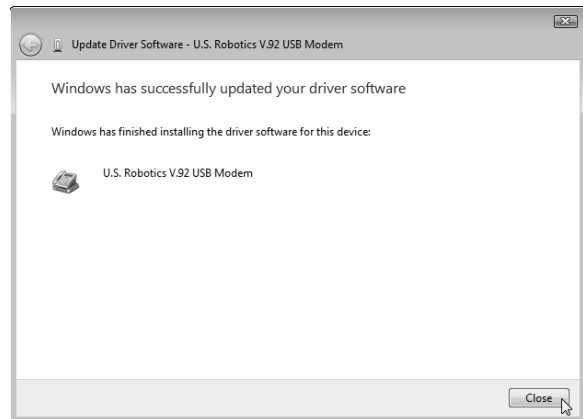 Update Driver Software - U.S. Robotics V.92 USB Modem
Windows has successfully updated your driver software
Windows has finished installing the driver software for this device:
U.S. Robotics V.92 USB Modem
Close